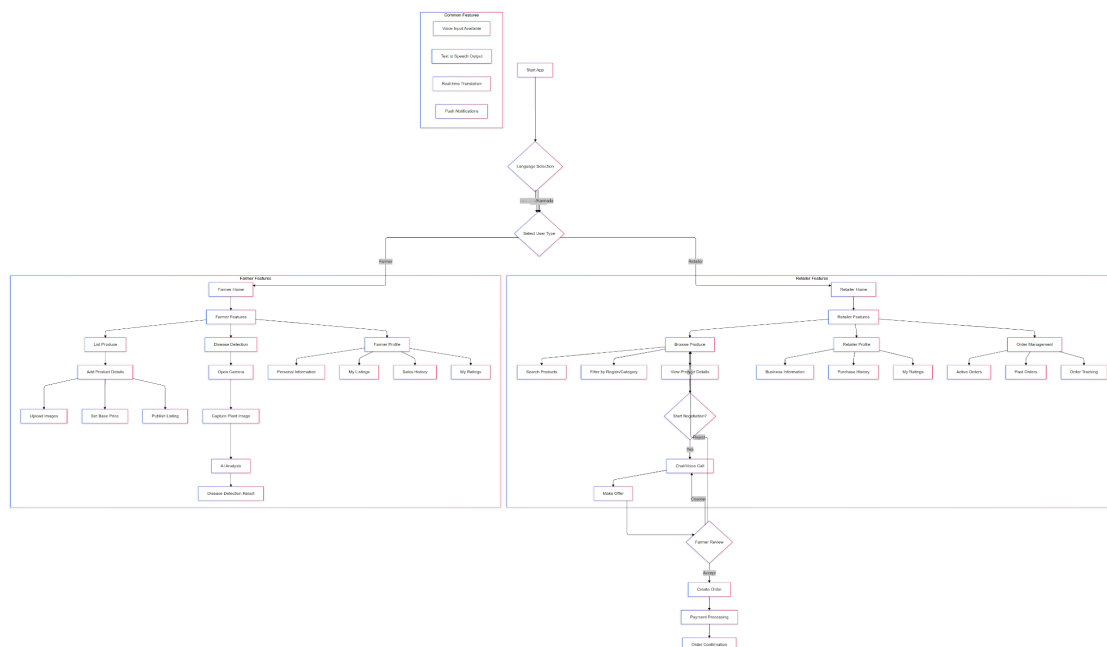 Common Features
Voice Input Available
Text to Speech Output
Real-time Translation
Push Notifications
Start App
Language Selection
Select User Type
Farmer
Retailer
Farmer Features
Retailer Features
Farmer Home
Retailer Home
Farmer Features
Retailer Features
List Produce
Disease Detection
Farmer Profile
Browse Produce
Retailer Profile
Order Management
Add Product Details
Open Camera
Personal Information
My Listings
Sales History
My Ratings
Search Products
Filter by Region/Category
View Product Details
Business Information
Purchase History
My Ratings
Active Orders
Past Orders
Order Tracking
Upload Images
Set Base Price
Publish Listing
Capture Plant Image
Start Negotiation?
Reject
Yes
AI Analysis
Chat/Voice Call
Disease Detection Result
Make Offer
Counter
Farmer Review
Accept
Create Order
Payment Processing
Order Confirmation